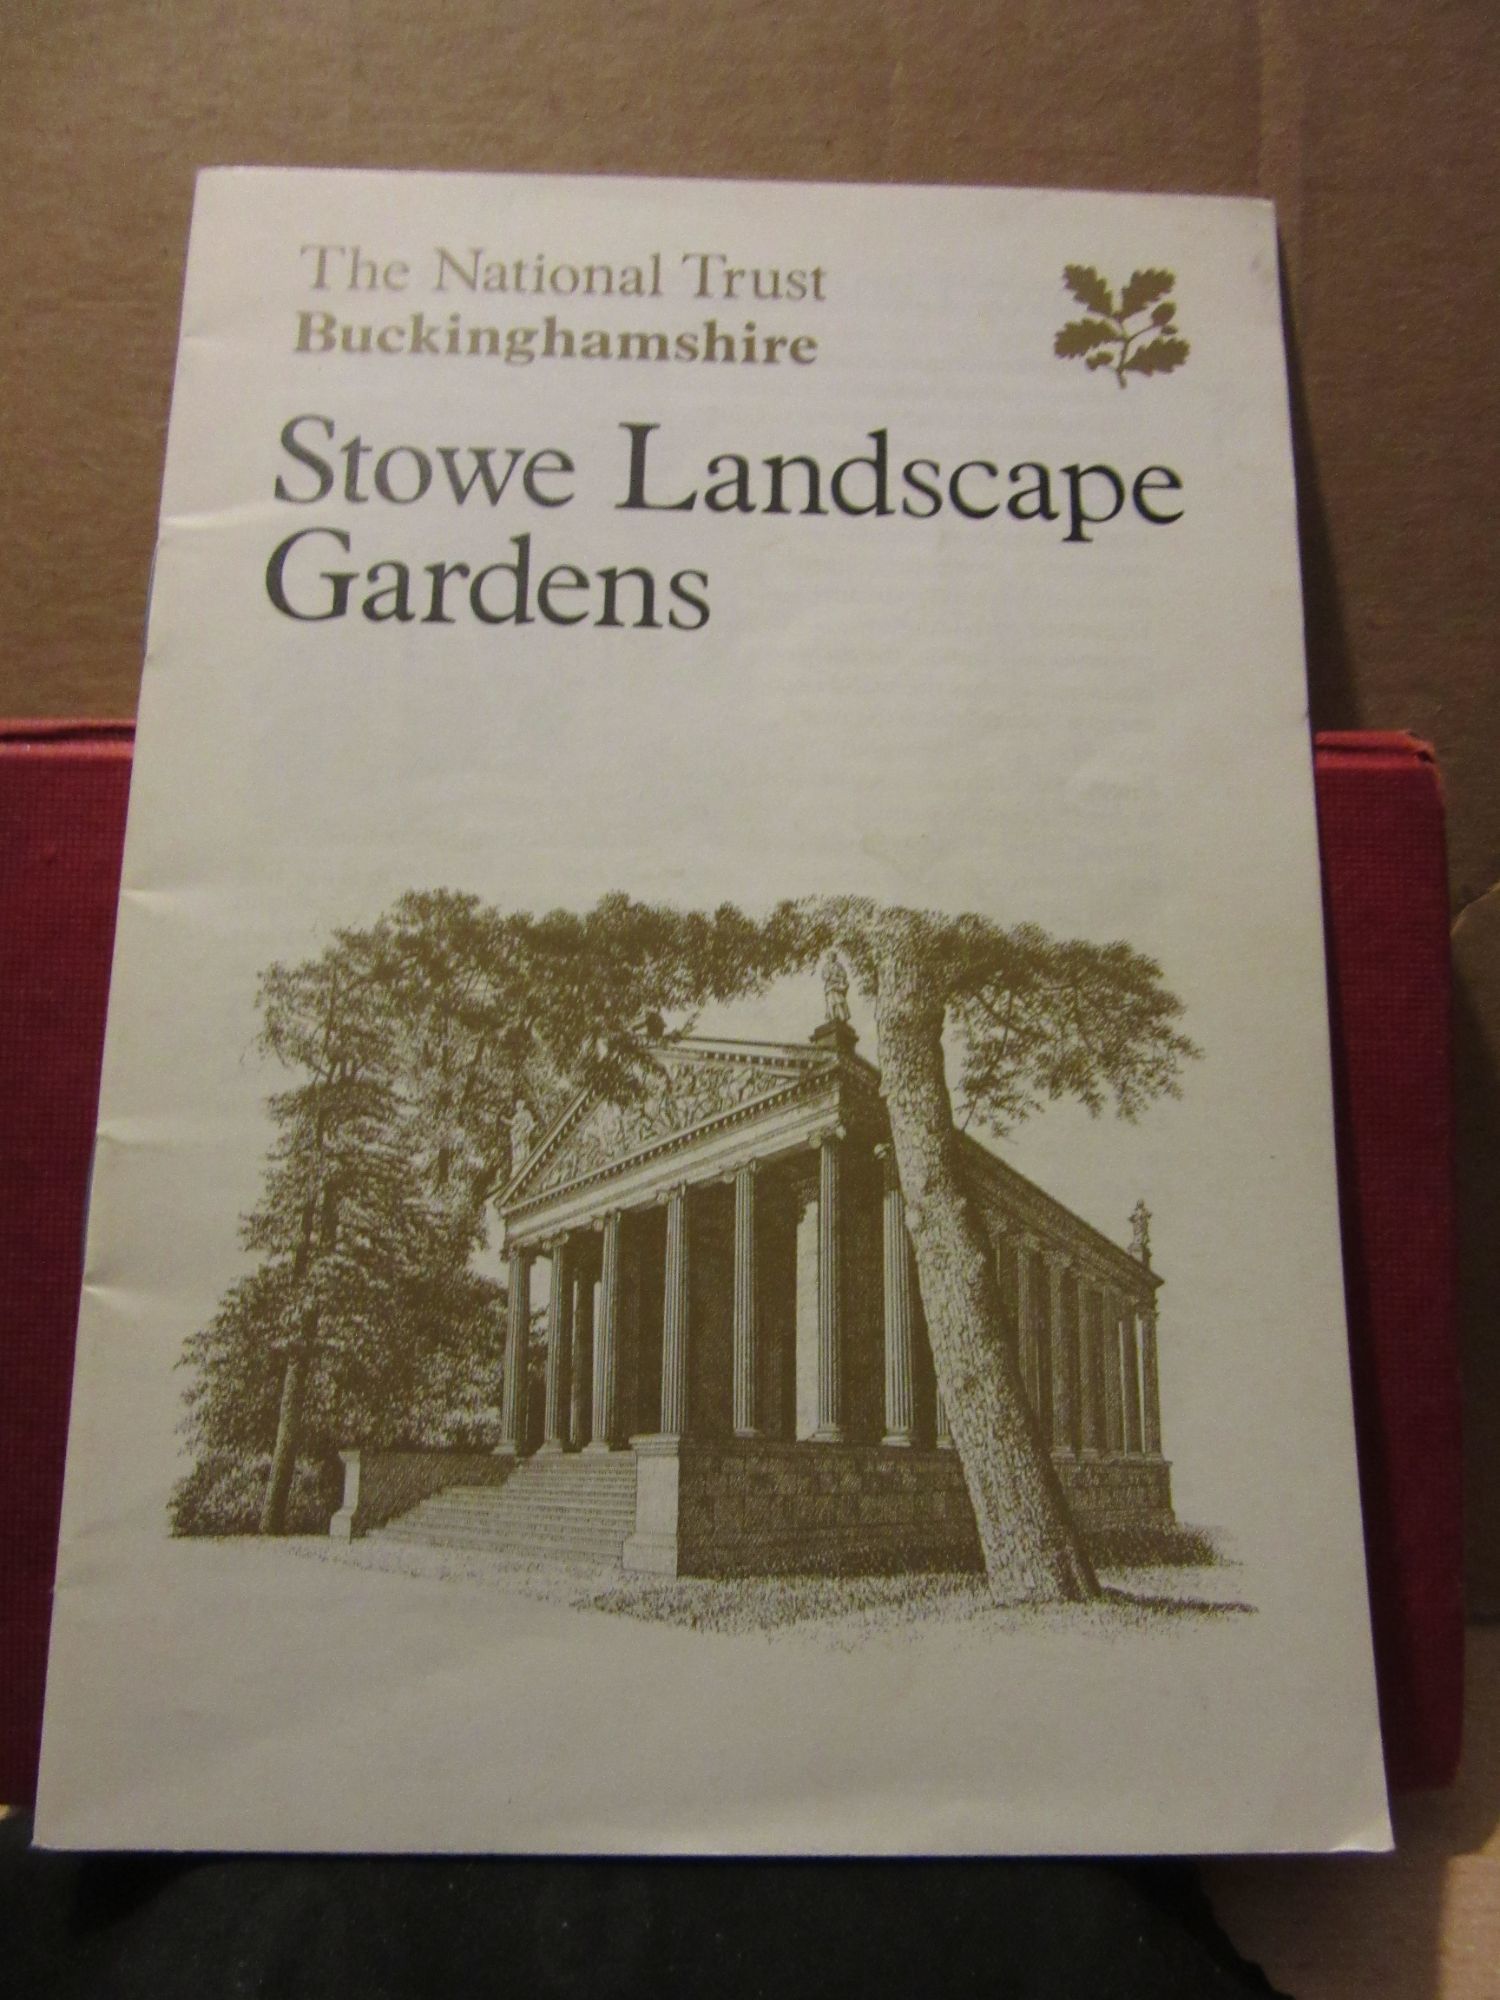 The National Trust
Buckinghamshire
Stowe Landscape
Gardens